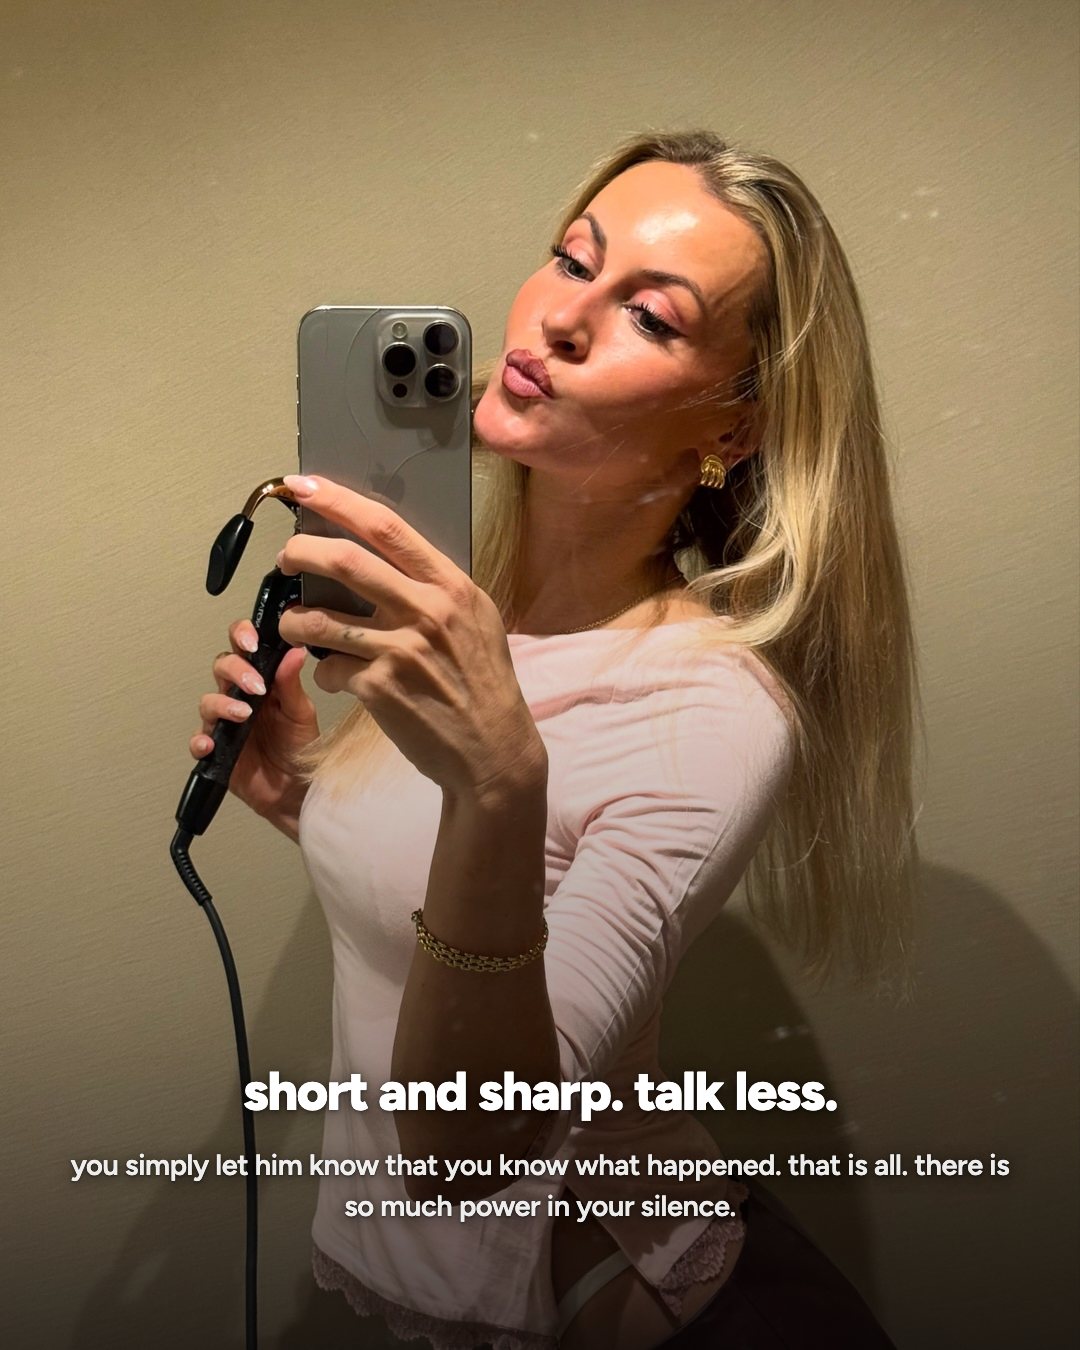 short and sharp. talk less.
you simply let him know that you know what happened. that is all. there is
so much power in your silence.